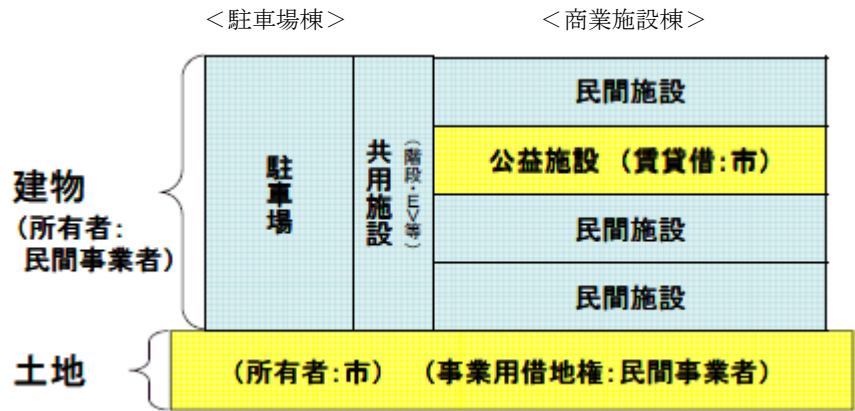 ＜駐車場棟＞
＜商業施設棟＞
建物
(所有者:
民間事業者)
駐車場
共用施設
(階段・EV等)
民間施設
公益施設 (賃貸借:市)
民間施設
民間施設
土地
(所有者:市) (事業用借地権:民間事業者)